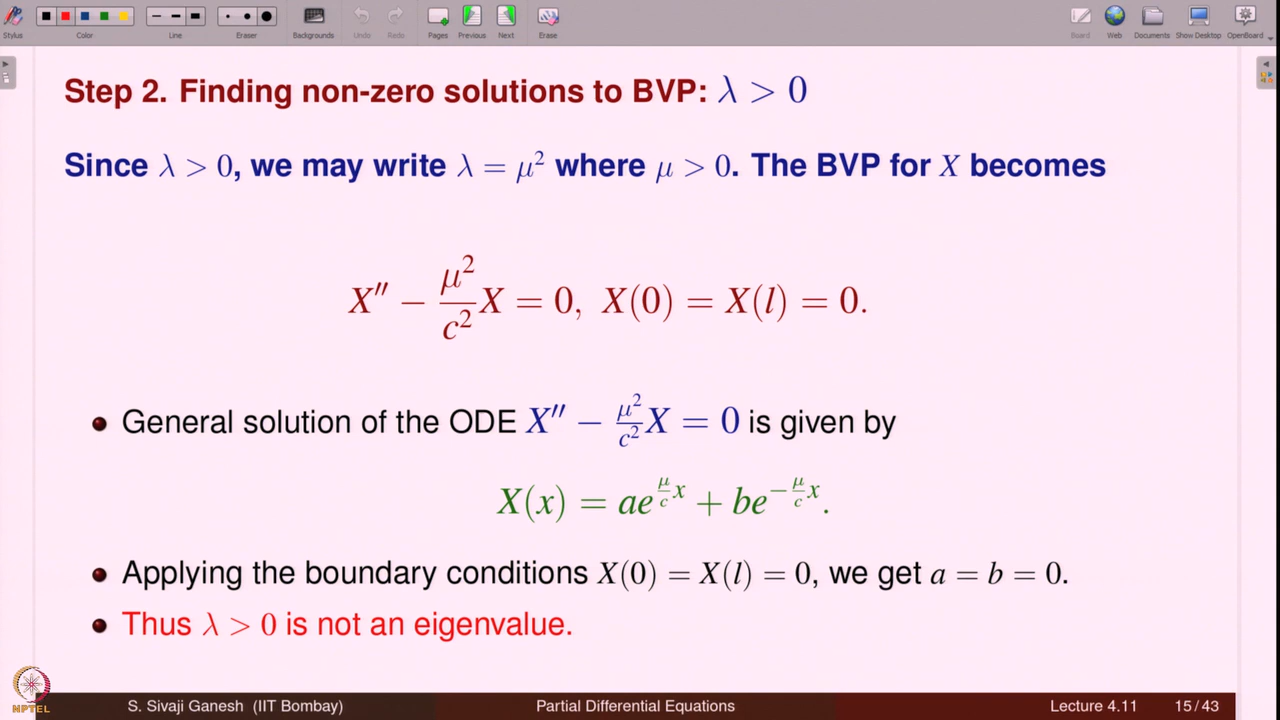 Stylus
Color
Line
Eraser
Backgrounds
Undo
Redo
Pages
Previous
Next
Erase
Board
Web
Documents
Show Desktop
OpenBoard
Step 2. Finding non-zero solutions to BVP: λ > 0
Since λ > 0, we may write λ = μ² where μ > 0. The BVP for X becomes
X″ − μ²/c² X = 0, X(0) = X(l) = 0.
General solution of the ODE X″ − μ²/c² X = 0 is given by
X(x) = ae^{μ/c x} + be^{−μ/c x}.
Applying the boundary conditions X(0) = X(l) = 0, we get a = b = 0.
Thus λ > 0 is not an eigenvalue.
NPTEL
S. Sivaji Ganesh (IIT Bombay)
Partial Differential Equations
Lecture 4.11
15 / 43